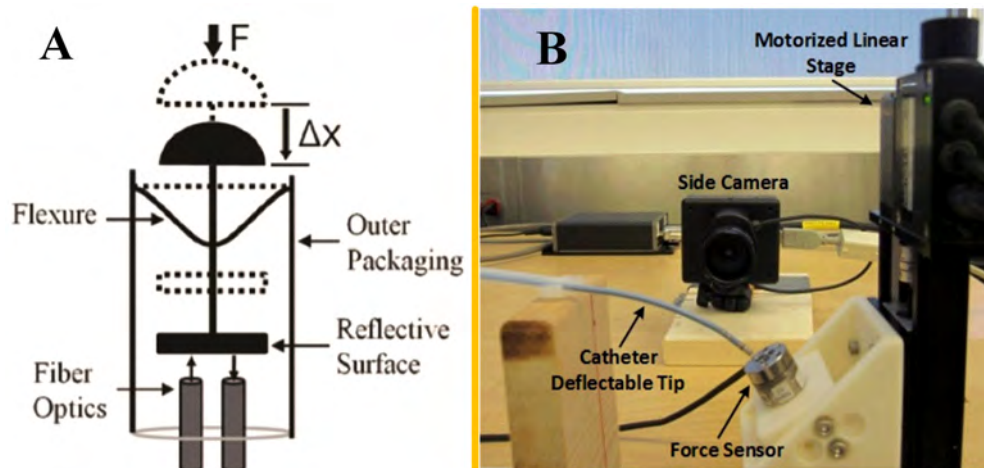 A
F
Δx
Flexure
Outer
Packaging
Reflective
Surface
Fiber
Optics
B
Motorized Linear
Stage
Side Camera
Catheter
Deflectable Tip
Force Sensor